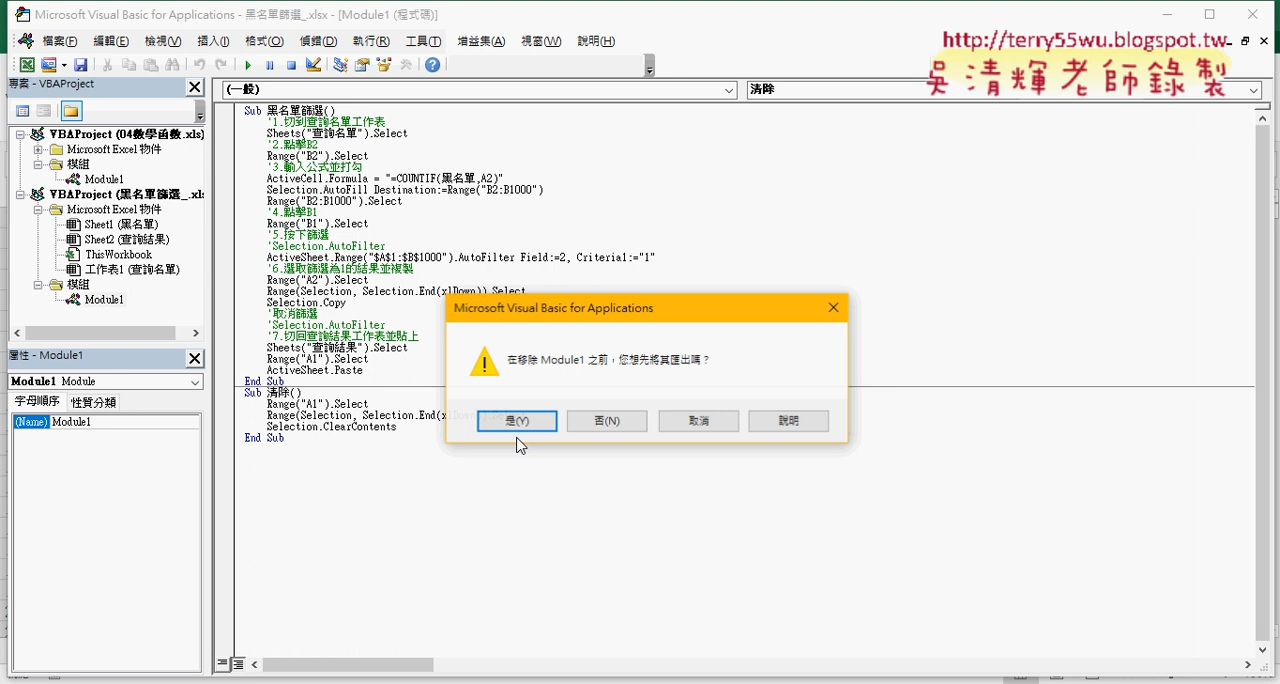 Microsoft Visual Basic for Applications - 黑名單篩選_.xlsx - [Module1 (程式碼)]
檔案(F) 編輯(E) 檢視(V) 插入(I) 格式(O) 偵錯(D) 執行(R) 工具(T) 增益集(A) 視窗(W) 說明(H)
http://terry55wu.blogspot.tw
吳清輝老師錄製
專案 - VBAProject
(一般)
清除
VBAProject (04數學函數.xls)
Microsoft Excel 物件
模組
Module1
VBAProject (黑名單篩選_.xls
Microsoft Excel 物件
Sheet1 (黑名單)
Sheet2 (查詢結果)
ThisWorkbook
工作表1 (查詢名單)
模組
Module1
屬性 - Module1
Module1 Module
字母順序 性質分類
(Name) Module1
Sub 黑名單篩選()
'1.切到查詢名單工作表
Sheets("查詢名單").Select
'2.點擊B2
Range("B2").Select
'3.輸入公式並打勾
ActiveCell.Formula = "=COUNTIF(黑名單,A2)"
Selection.AutoFill Destination:=Range("B2:B1000")
Range("B2:B1000").Select
'4.點擊B1
Range("B1").Select
'5.按下篩選
'Selection.AutoFilter
ActiveSheet.Range("$A$1:$B$1000").AutoFilter Field:=2, Criteria1:="1"
'6.選取篩選為1的結果並複製
Range("A2").Select
Range(Selection, Selection.End(xlDown)).Select
Selection.Copy
'取消篩選
'Selection.AutoFilter
'7.切回查詢結果工作表並貼上
Sheets("查詢結果").Select
Range("A1").Select
ActiveSheet.Paste
End Sub
Sub 清除()
Range("A1").Select
Range(Selection, Selection.End(xl
Selection.ClearContents
End Sub
Microsoft Visual Basic for Applications
在移除 Module1 之前，您想先將其匯出嗎？
是(Y) 否(N) 取消 說明